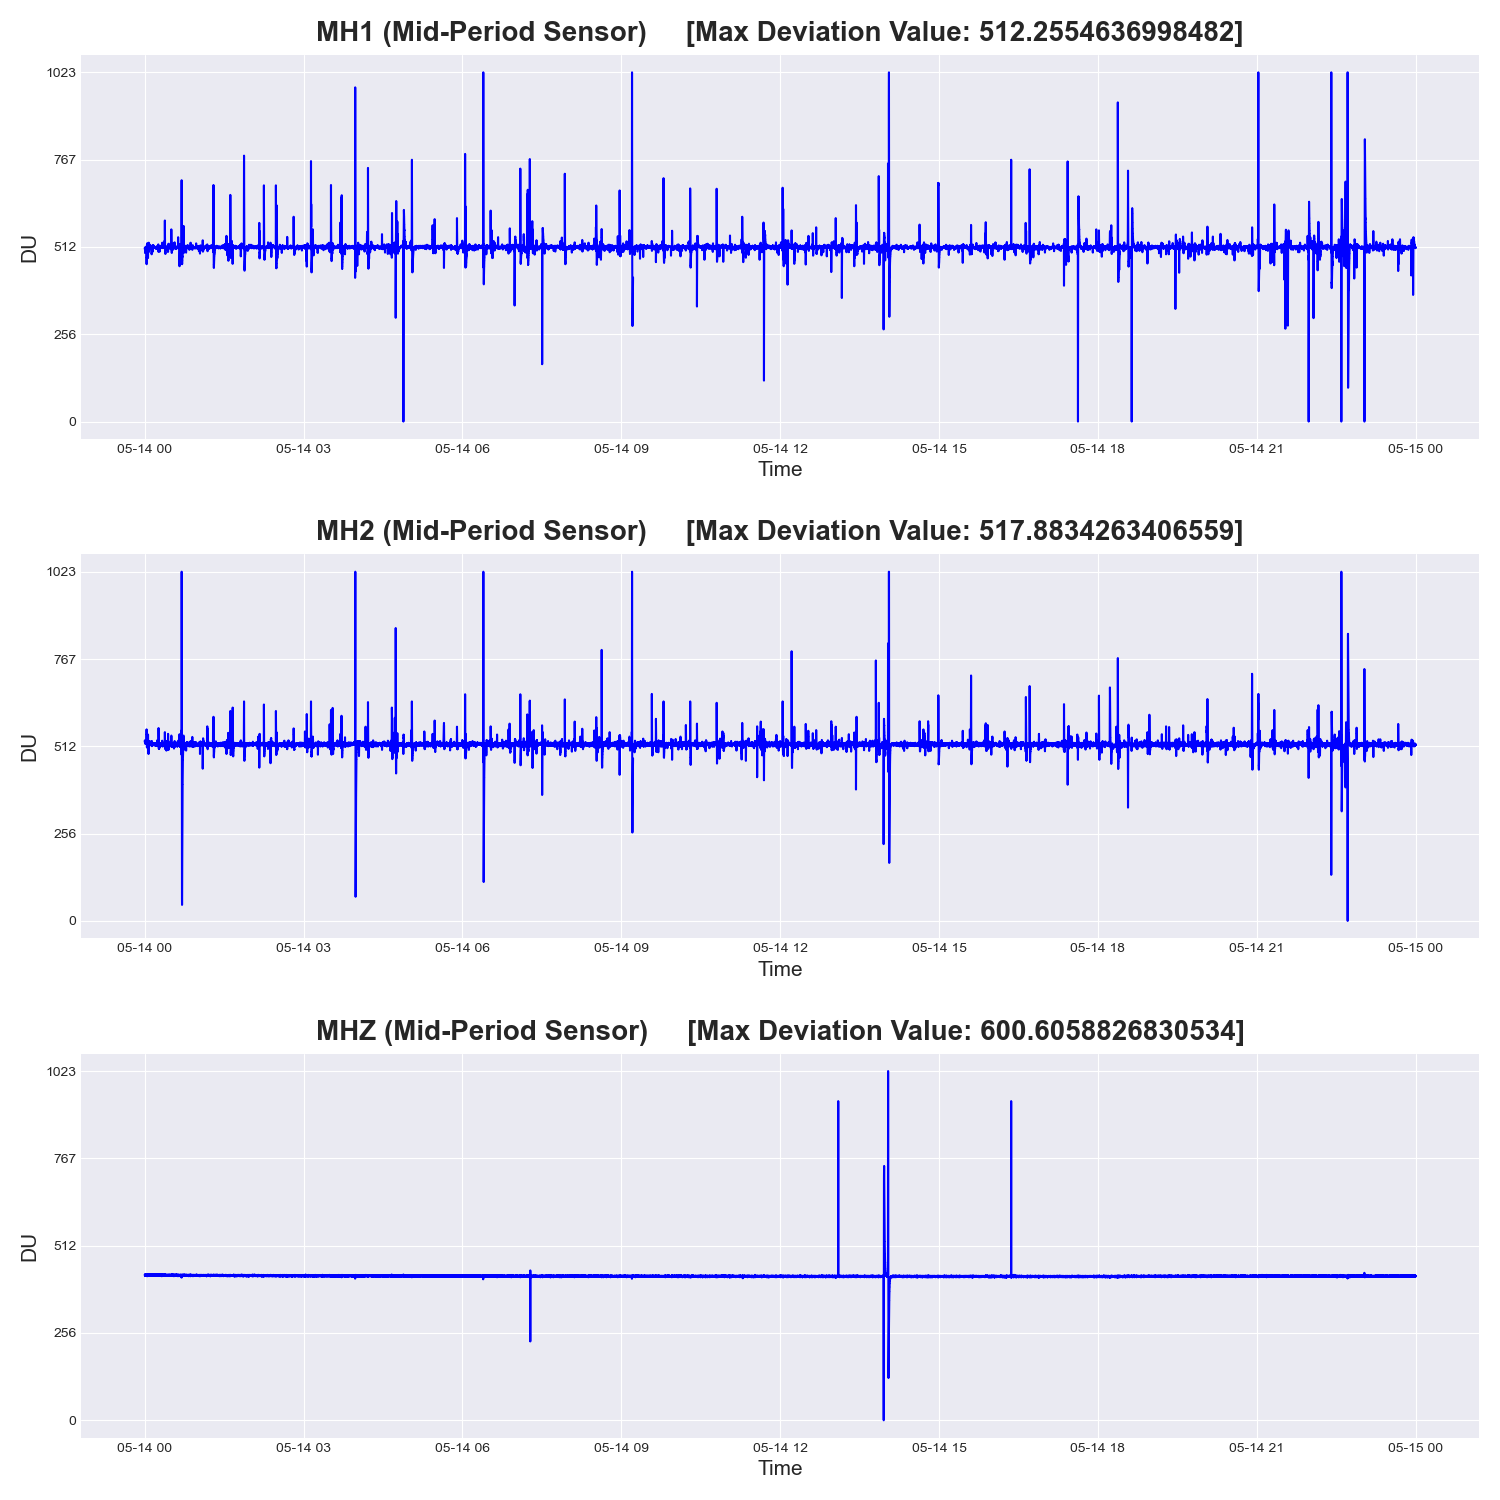 MH1 (Mid-Period Sensor) [Max Deviation Value: 512.2554636998482]
1023
767
512
256
0
DU
05-14 00 05-14 03 05-14 06 05-14 09 05-14 12 05-14 15 05-14 18 05-14 21 05-15 00
Time
MH2 (Mid-Period Sensor) [Max Deviation Value: 517.8834263406559]
1023
767
512
256
0
DU
05-14 00 05-14 03 05-14 06 05-14 09 05-14 12 05-14 15 05-14 18 05-14 21 05-15 00
Time
MHZ (Mid-Period Sensor) [Max Deviation Value: 600.6058826830534]
1023
767
512
256
0
DU
05-14 00 05-14 03 05-14 06 05-14 09 05-14 12 05-14 15 05-14 18 05-14 21 05-15 00
Time